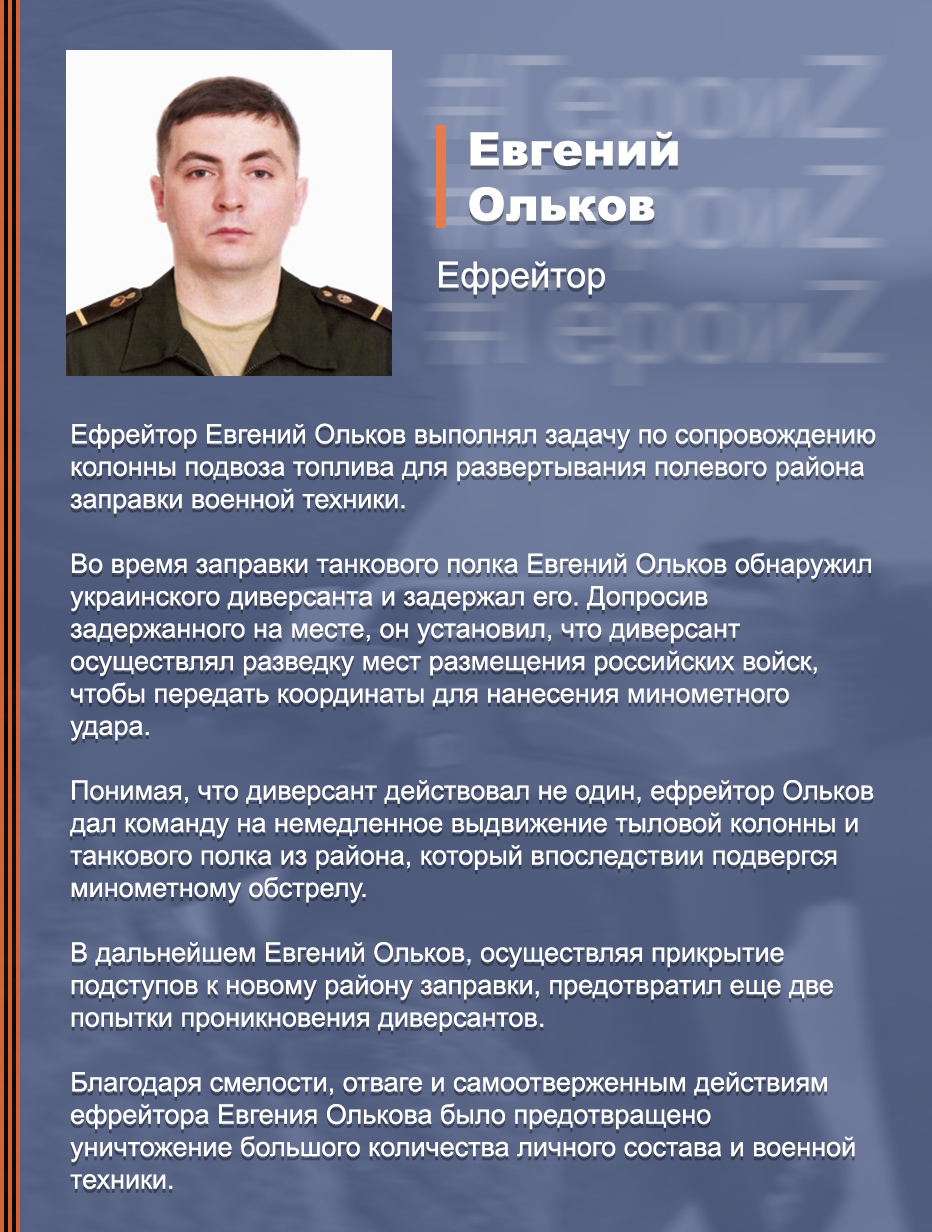 #ГероиZ
Евгений
#ГероиZ
Ольков
Ефрейтор
#ГероиZ
Ефрейтор Евгений Ольков выполнял задачу по сопровождению
колонны подвоза топлива для развертывания полевого района
заправки военной техники.
Во время заправки танкового полка Евгений Ольков обнаружил
украинского диверсанта и задержал его. Допросив
задержанного на месте, он установил, что диверсант
осуществлял разведку мест размещения российских войск,
чтобы передать координаты для нанесения минометного
удара.
Понимая, что диверсант действовал не один, ефрейтор Ольков
дал команду на немедленное выдвижение тыловой колонны и
танкового полка из района, который впоследствии подвергся
минометному обстрелу.
В дальнейшем Евгений Ольков, осуществляя прикрытие
подступов к новому району заправки, предотвратил еще две
попытки проникновения диверсантов.
Благодаря смелости, отваге и самоотверженным действиям
ефрейтора Евгения Олькова было предотвращено
уничтожение большого количества личного состава и военной
техники.